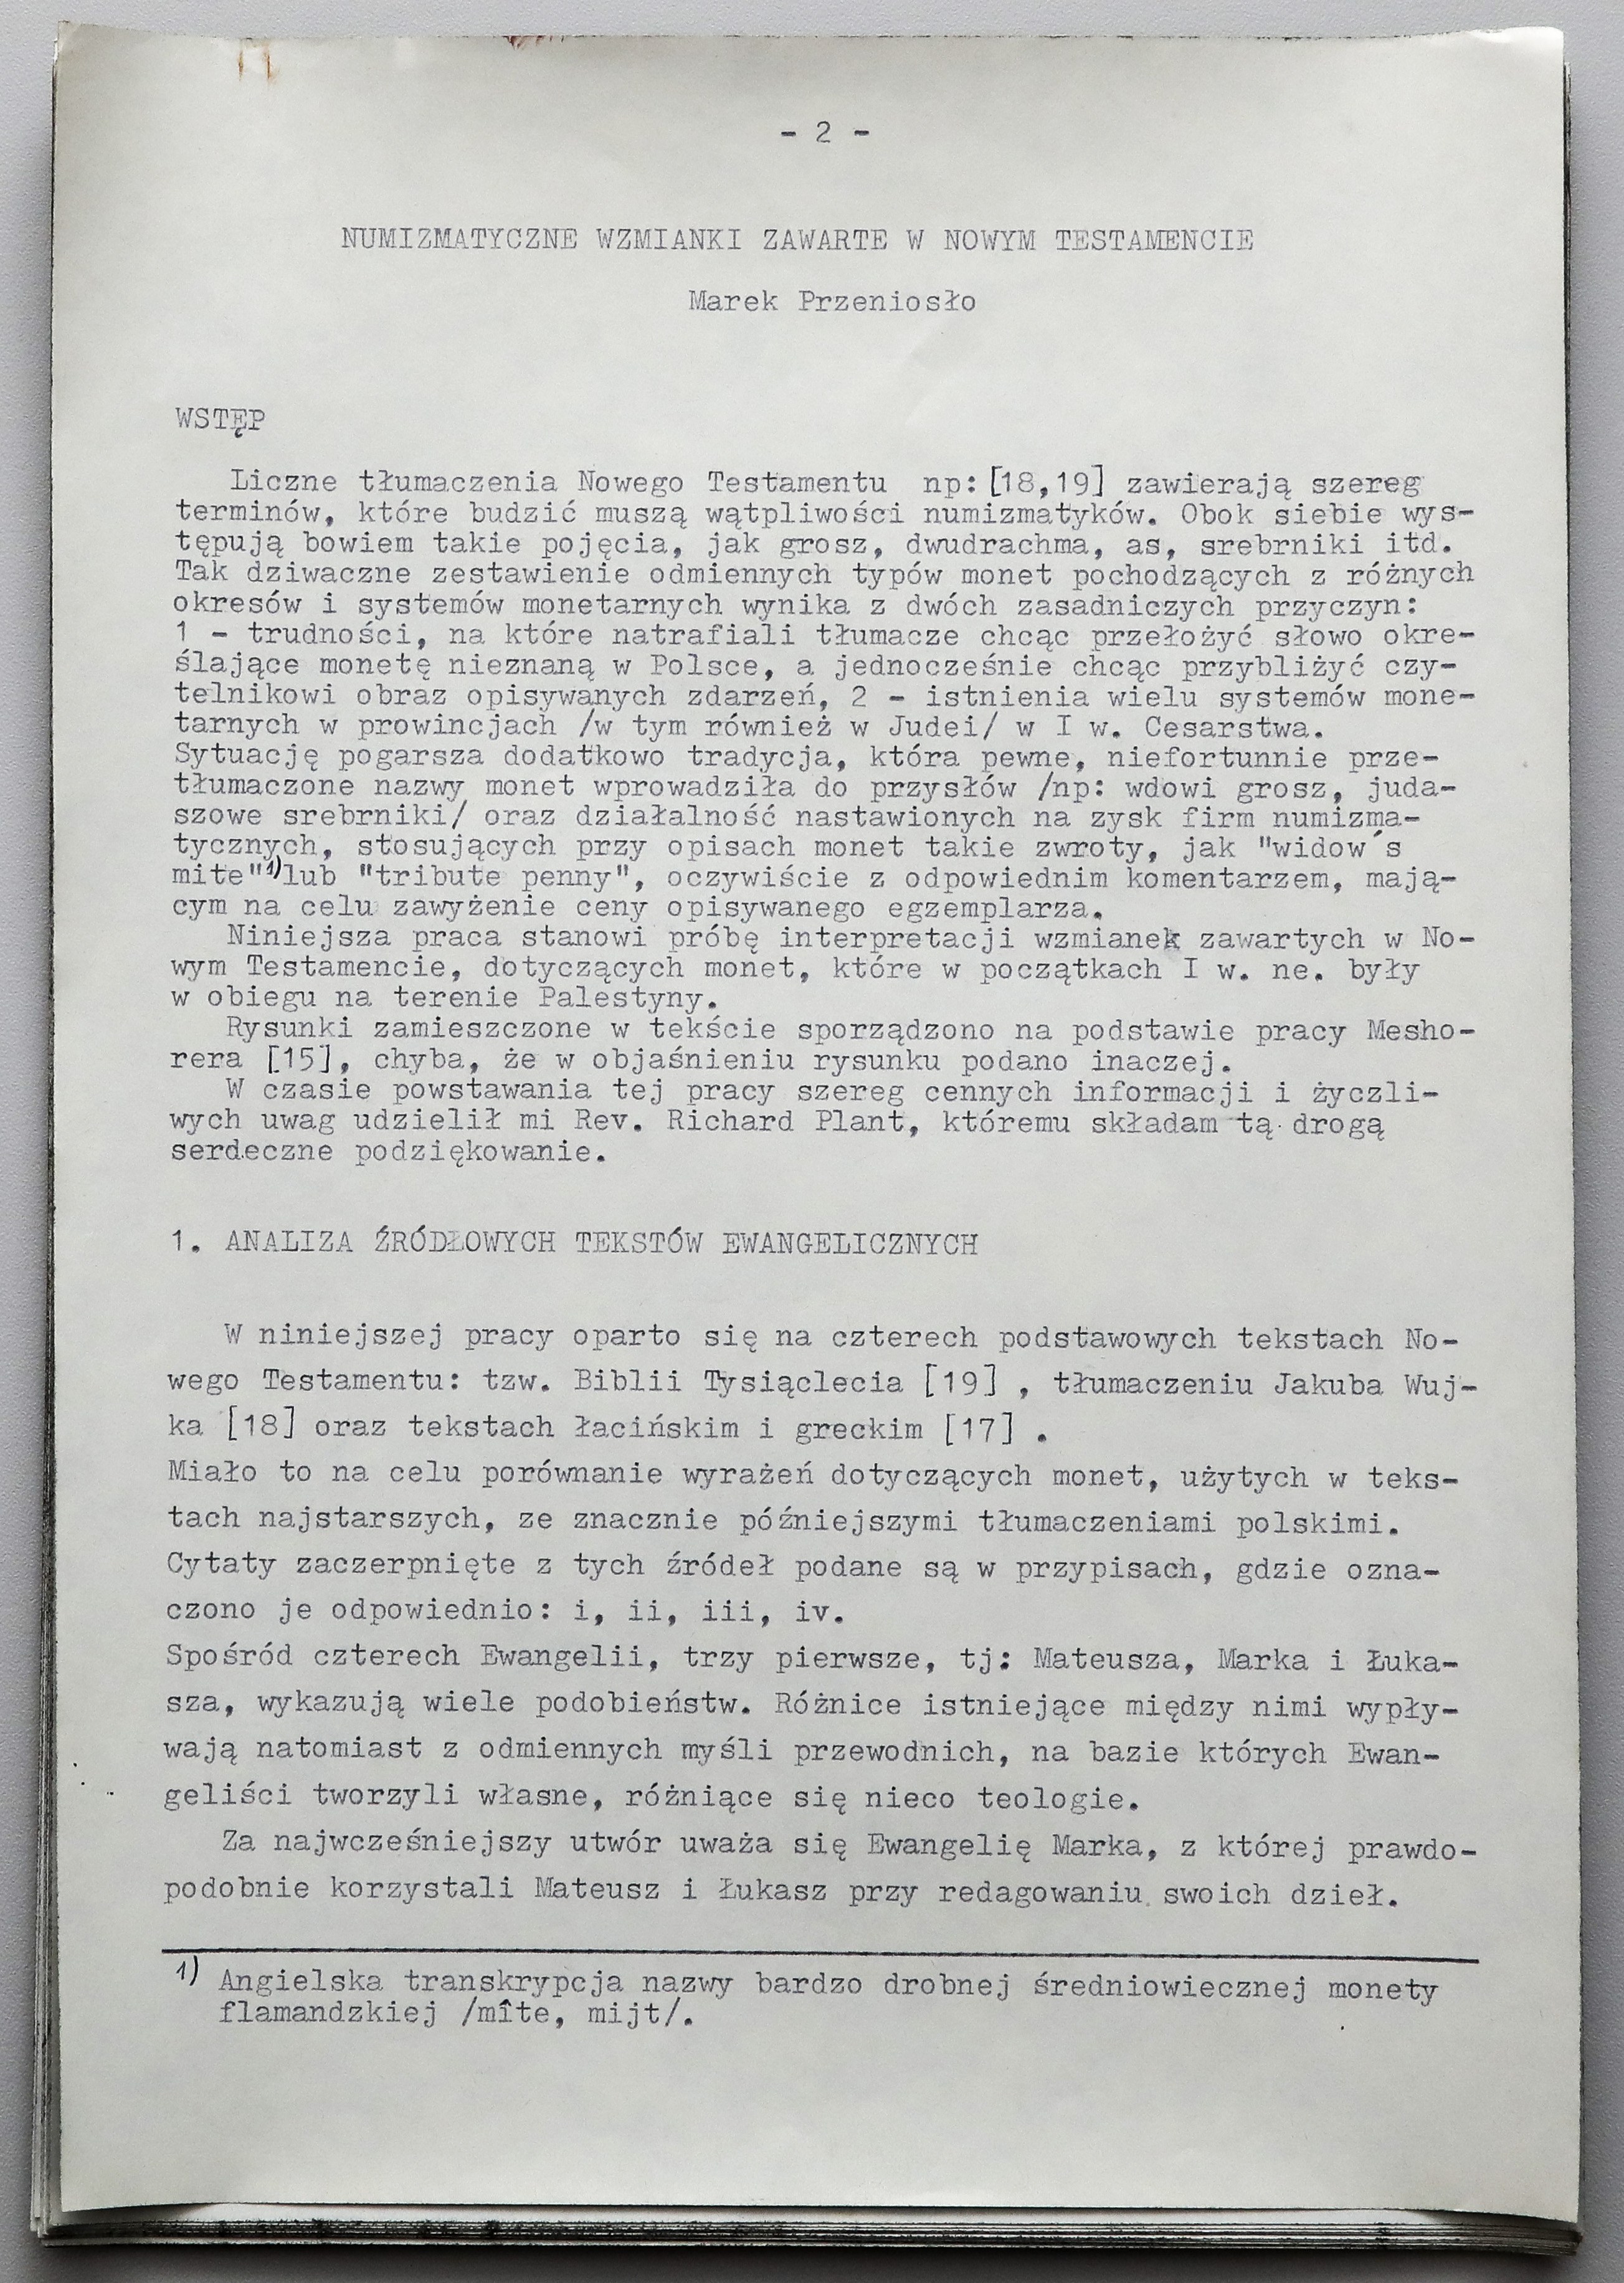 - 2 -
NUMIZMATYCZNE WZMIANKI ZAWARTE W NOWYM TESTAMENCIE
Marek Przeniosło
WSTĘP
Liczne tłumaczenia Nowego Testamentu np: [18,19] zawierają szereg
terminów, które budzić muszą wątpliwości numizmatyków. Obok siebie wys-
tępują bowiem takie pojęcia, jak grosz, dwudrachma, as, srebrniki itd.
Tak dziwaczne zestawienie odmiennych typów monet pochodzących z różnych
okresów i systemów monetarnych wynika z dwóch zasadniczych przyczyn:
1 - trudności, na które natrafiali tłumacze chcąc przełożyć słowo okre-
ślające monetę nieznaną w Polsce, a jednocześnie chcąc przybliżyć czy-
telnikowi obraz opisywanych zdarzeń, 2 - istnienia wielu systemów mone-
tarnych w prowincjach /w tym również w Judei/ w I w. Cesarstwa.
Sytuację pogarsza dodatkowo tradycja, która pewne, niefortunnie prze-
tłumaczone nazwy monet wprowadziła do przysłów /np: wdowi grosz, juda-
szowe srebrniki/ oraz działalność nastawionych na zysk firm numizma-
tycznych, stosujących przy opisach monet takie zwroty, jak "widow´s
mite"1) lub "tribute penny", oczywiście z odpowiednim komentarzem, mają-
cym na celu zawyżenie ceny opisywanego egzemplarza.
Niniejsza praca stanowi próbę interpretacji wzmianek zawartych w No-
wym Testamencie, dotyczących monet, które w początkach I w. ne. były
w obiegu na terenie Palestyny.
Rysunki zamieszczone w tekście sporządzono na podstawie pracy Mesho-
rera [15], chyba, że w objaśnieniu rysunku podano inaczej.
W czasie powstawania tej pracy szereg cennych informacji i życzli-
wych uwag udzielił mi Rev. Richard Plant, któremu składam tą drogą
serdeczne podziękowanie.
1. ANALIZA ŹRÓDŁOWYCH TEKSTÓW EWANGELICZNYCH
W niniejszej pracy oparto się na czterech podstawowych tekstach No-
wego Testamentu: tzw. Biblii Tysiąclecia [19] , tłumaczeniu Jakuba Wuj-
ka [18] oraz tekstach łacińskim i greckim [17] .
Miało to na celu porównanie wyrażeń dotyczących monet, użytych w teks-
tach najstarszych, ze znacznie późniejszymi tłumaczeniami polskimi.
Cytaty zaczerpnięte z tych źródeł podane są w przypisach, gdzie ozna-
czono je odpowiednio: i, ii, iii, iv.
Spośród czterech Ewangelii, trzy pierwsze, tj: Mateusza, Marka i Łuka-
sza, wykazują wiele podobieństw. Różnice istniejące między nimi wypły-
wają natomiast z odmiennych myśli przewodnich, na bazie których Ewan-
geliści tworzyli własne, różniące się nieco teologie.
Za najwcześniejszy utwór uważa się Ewangelię Marka, z której prawdo-
podobnie korzystali Mateusz i Łukasz przy redagowaniu swoich dzieł.
1) Angielska transkrypcja nazwy bardzo drobnej średniowiecznej monety
flamandzkiej /mîte, mijt/.